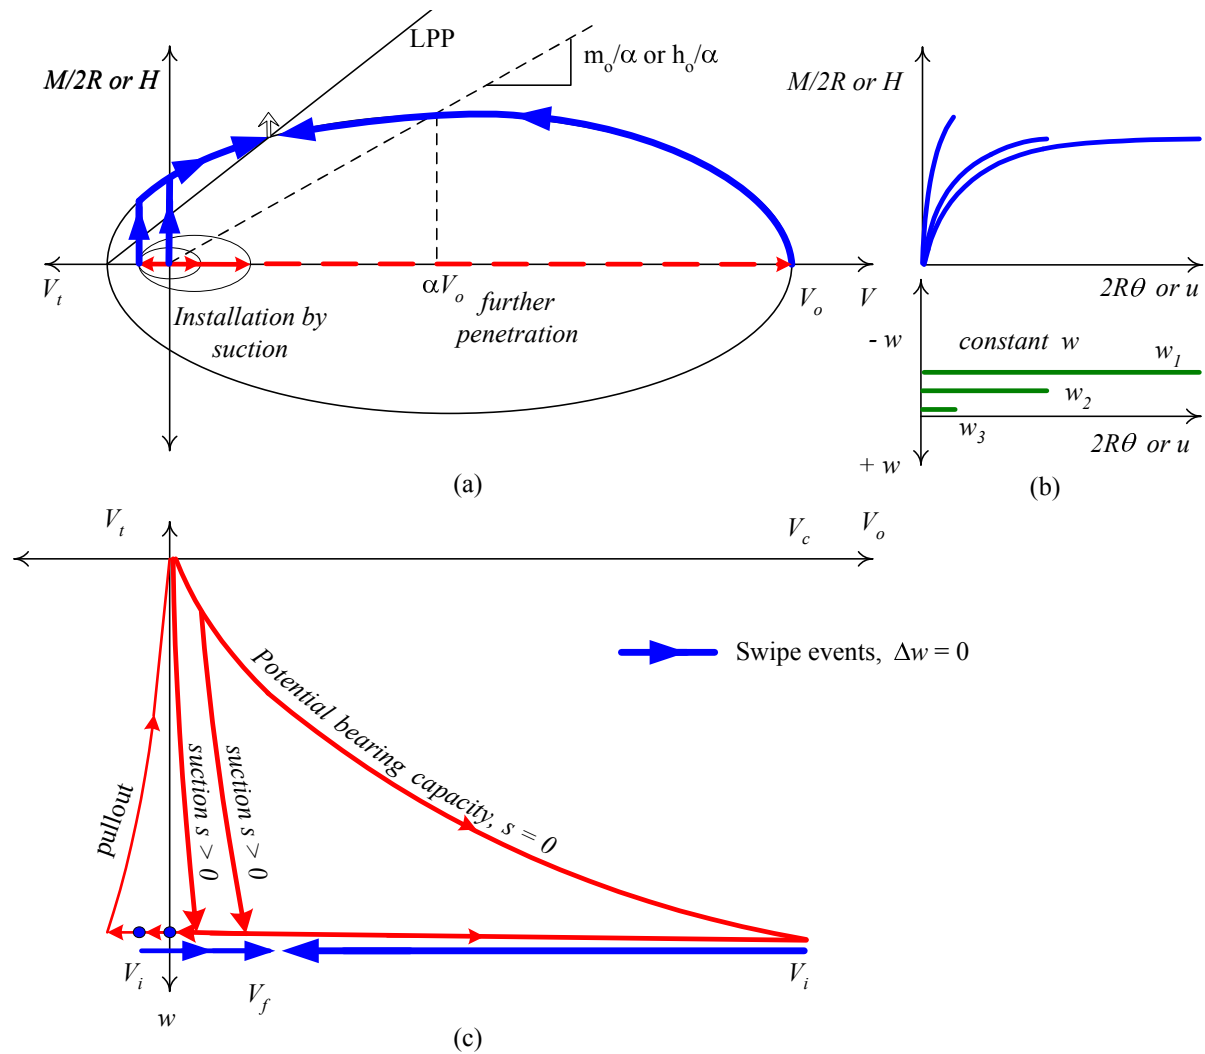 LPP
m_o/α or h_o/α
M/2R or H
V_t
αV_o
V_o
V
Installation by
suction
further
penetration
(a)
M/2R or H
2Rθ or u
- w
constant w
w_1
w_2
w_3
2Rθ or u
+ w
(b)
V_t
V_c
V_o
Swipe events, Δw = 0
Potential bearing capacity, s = 0
suction s > 0
suction s > 0
pullout
V_i
V_f
V_i
w
(c)